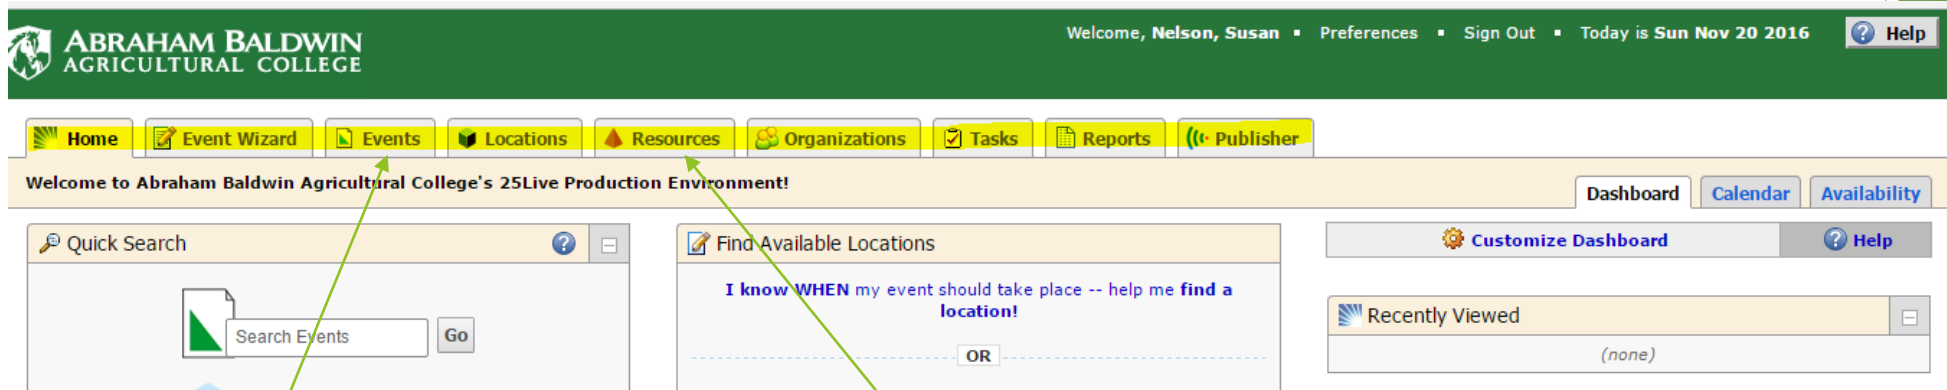 ABRAHAM BALDWIN
AGRICULTURAL COLLEGE
Welcome, Nelson, Susan ▪ Preferences ▪ Sign Out ▪ Today is Sun Nov 20 2016
Help
Home Event Wizard Events Locations Resources Organizations Tasks Reports Publisher
Welcome to Abraham Baldwin Agricultural College's 25Live Production Environment!
Dashboard Calendar Availability
Quick Search
Search Events
Go
Find Available Locations
I know WHEN my event should take place -- help me find a
location!
OR
Customize Dashboard
Help
Recently Viewed
(none)